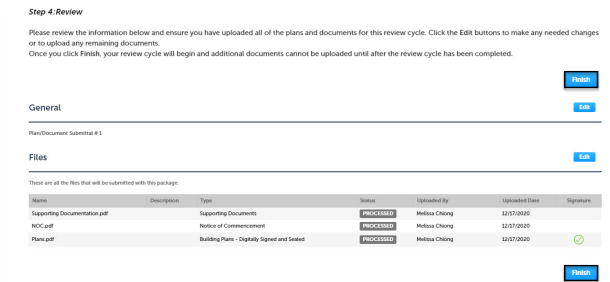 Step 4:Review
Please review the information below and ensure you have uploaded all of the plans and documents for this review cycle. Click the Edit buttons to make any needed changes
or to upload any remaining documents.
Once you click Finish, your review cycle will begin and additional documents cannot be uploaded until after the review cycle has been completed.
Finish
General Edit
Plan/Document Submittal # 1
Files Edit
These are all the files that will be submitted with this package.
Name Description Type Status Uploaded By Uploaded Date Signature
Supporting Documentation.pdf Supporting Documents PROCESSED Melissa Chiong 12/17/2020
NOC.pdf Notice of Commencement PROCESSED Melissa Chiong 12/17/2020
Plans.pdf Building Plans - Digitally Signed and Sealed PROCESSED Melissa Chiong 12/17/2020
Finish